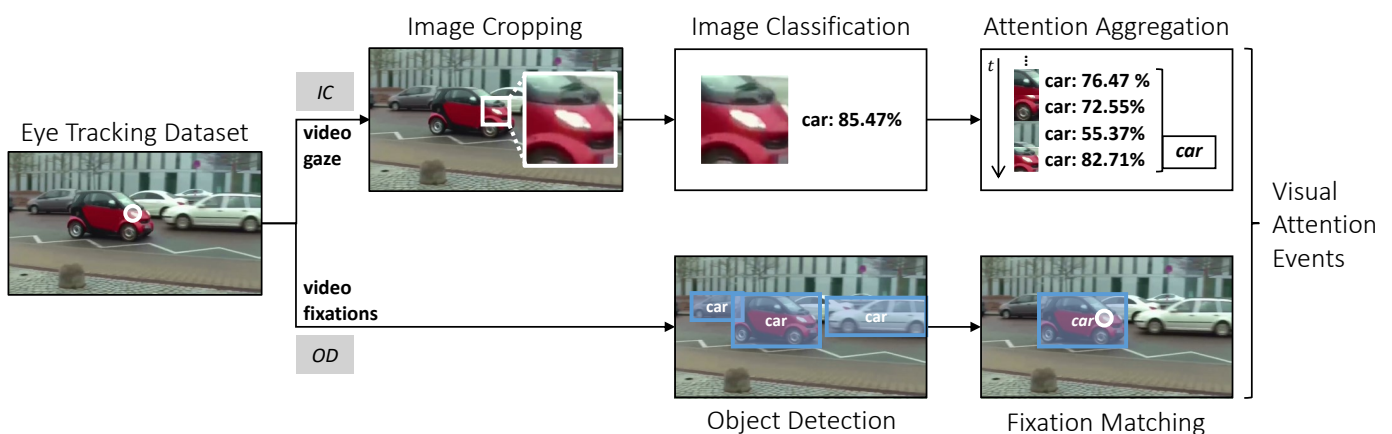 Image Cropping
Image Classification
Attention Aggregation
Eye Tracking Dataset
IC
video
gaze
car: 85.47%
t
⋮
car: 76.47 %
car: 72.55%
car: 55.37%
car: 82.71%
car
Visual
Attention
Events
video
fixations
OD
car
car
car
car
Object Detection
Fixation Matching